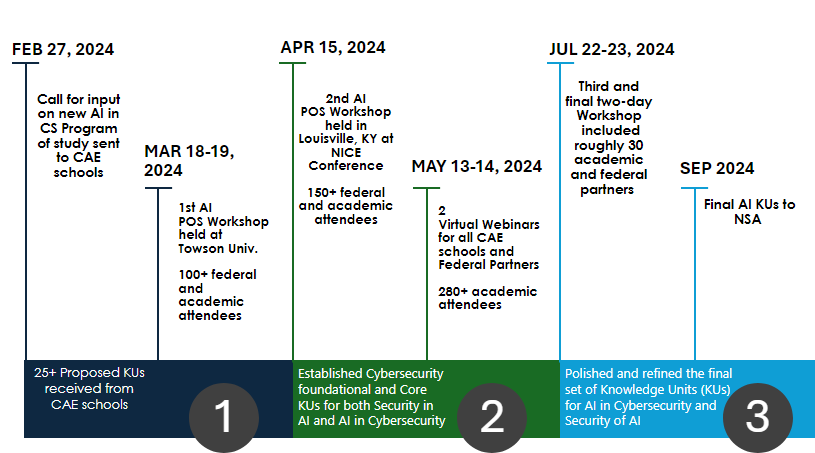 FEB 27, 2024
Call for input
on new AI in
CS Program
of study sent
to CAE
schools
MAR 18-19,
2024
1st AI
POS Workshop
held at
Towson Univ.
100+ federal
and
academic
attendees
APR 15, 2024
2nd AI
POS Workshop
held in
Louisville, KY at
NICE
Conference
150+ federal
and academic
attendees
MAY 13-14, 2024
2
Virtual Webinars
for all CAE
schools and
Federal Partners
280+ academic
attendees
JUL 22-23, 2024
Third and
final two-day
Workshop
included
roughly 30
academic
and federal
partners
SEP 2024
Final AI KUs to
NSA
25+ Proposed KUs
received from
CAE schools
1
Established Cybersecurity
foundational and Core
KUs for both Security in
AI and AI in Cybersecurity
2
Polished and refined the final
set of Knowledge Units (KUs)
for AI in Cybersecurity and
Security of AI
3